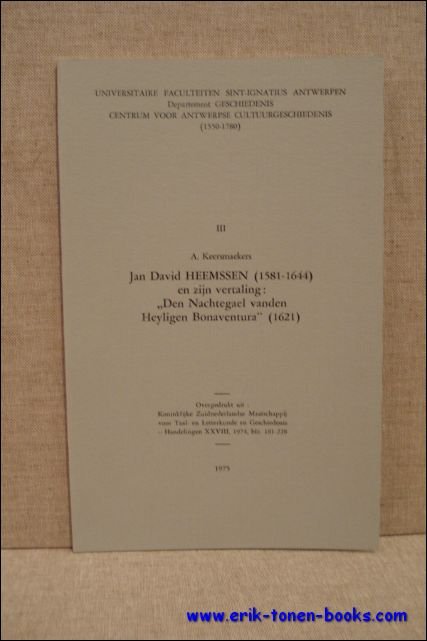 UNIVERSITAIRE FACULTEITEN SINT-IGNATIUS ANTWERPEN
Departement GESCHIEDENIS
CENTRUM VOOR ANTWERPSE CULTUURGESCHIEDENIS
(1550-1780)
III
A. Keersmaekers
Jan David HEEMSSEN (1581-1644)
en zijn vertaling:
„Den Nachtegael vanden
Heyligen Bonaventura" (1621)
Overgedrukt uit :
Koninklijke Zuidnederlandse Maatschappij
voor Taal- en Letterkunde en Geschiedenis
– Handelingen XXVIII, 1974, blz. 181-228
1975
www.erik-tonen-books.com